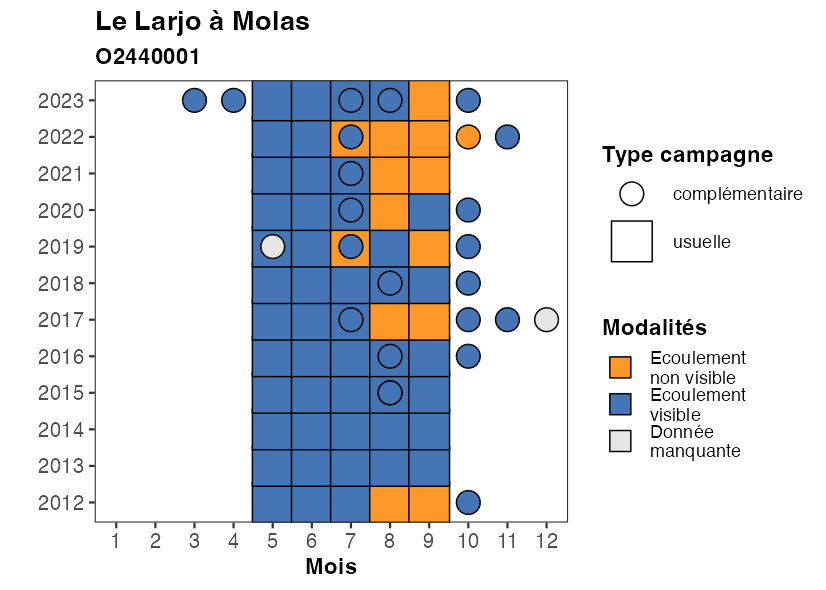 Le Larjo à Molas
O2440001
2023
2022
2021
2020
2019
2018
2017
2016
2015
2014
2013
2012
1 2 3 4 5 6 7 8 9 10 11 12
Mois
Type campagne
complémentaire
usuelle
Modalités
Ecoulement
non visible
Ecoulement
visible
Donnée
manquante